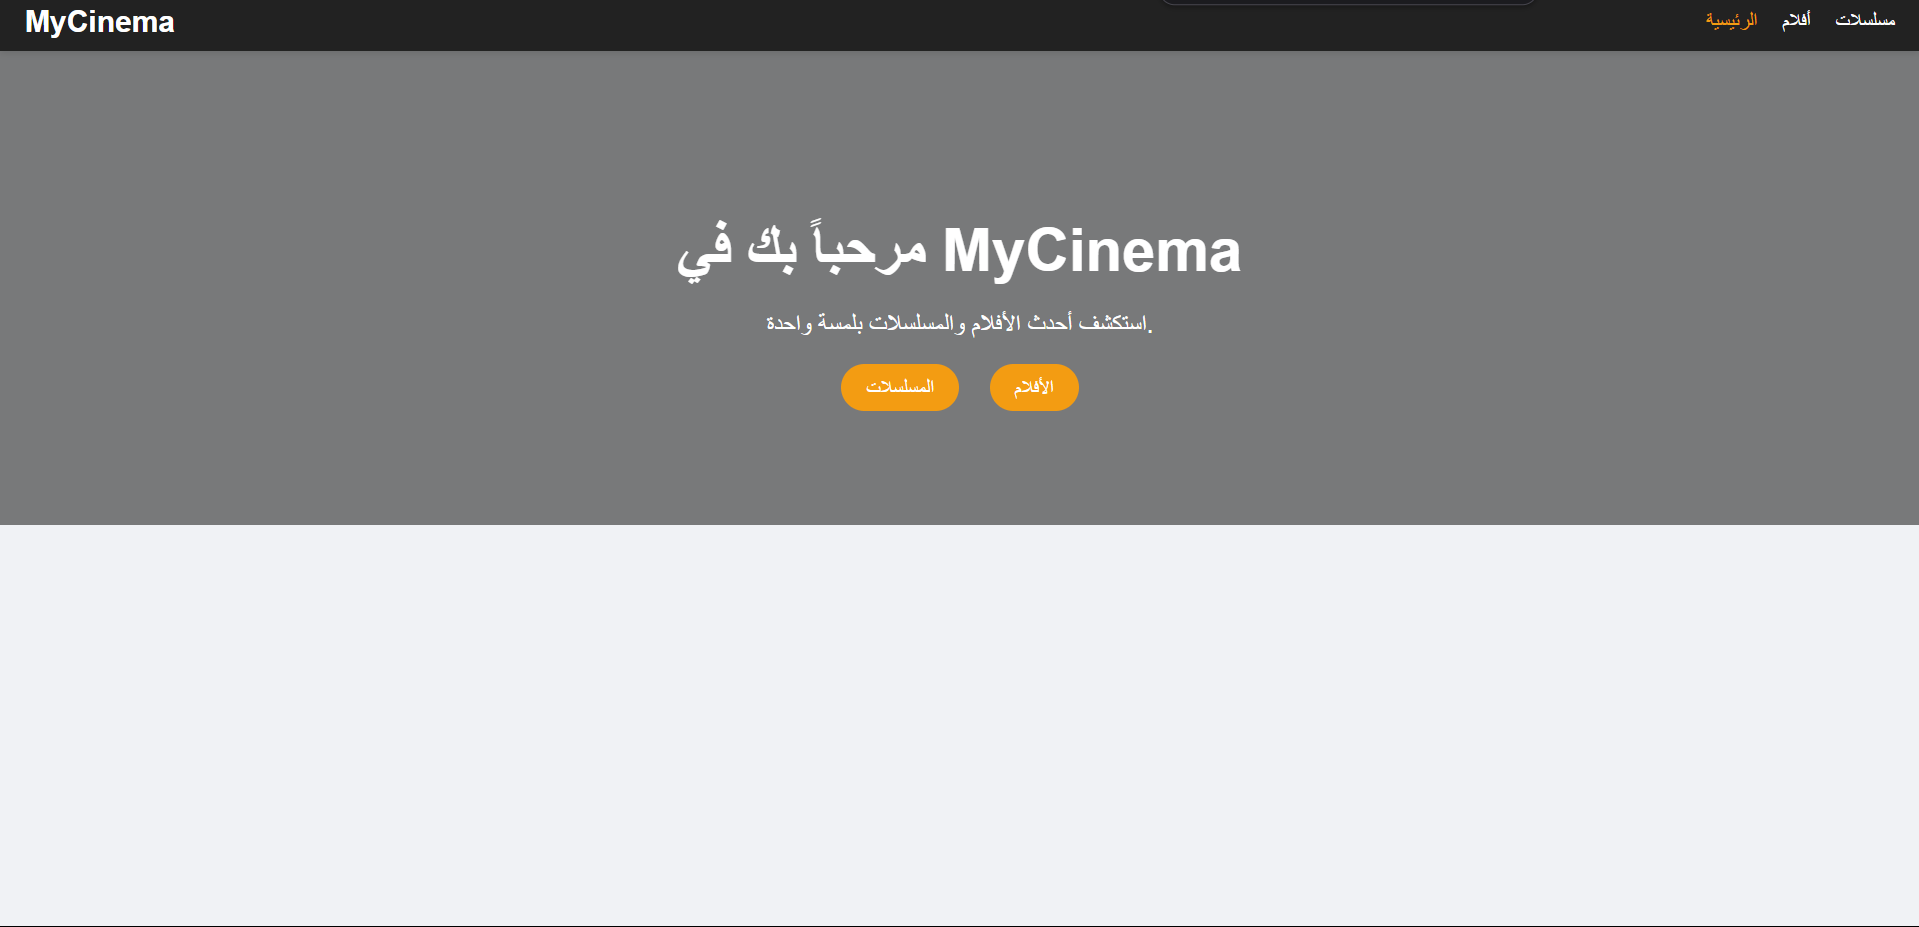 MyCinema
الرئيسية أفلام مسلسلات
مرحباً بك في MyCinema
استكشف أحدث الأفلام والمسلسلات بلمسة واحدة.
المسلسلات
الأفلام